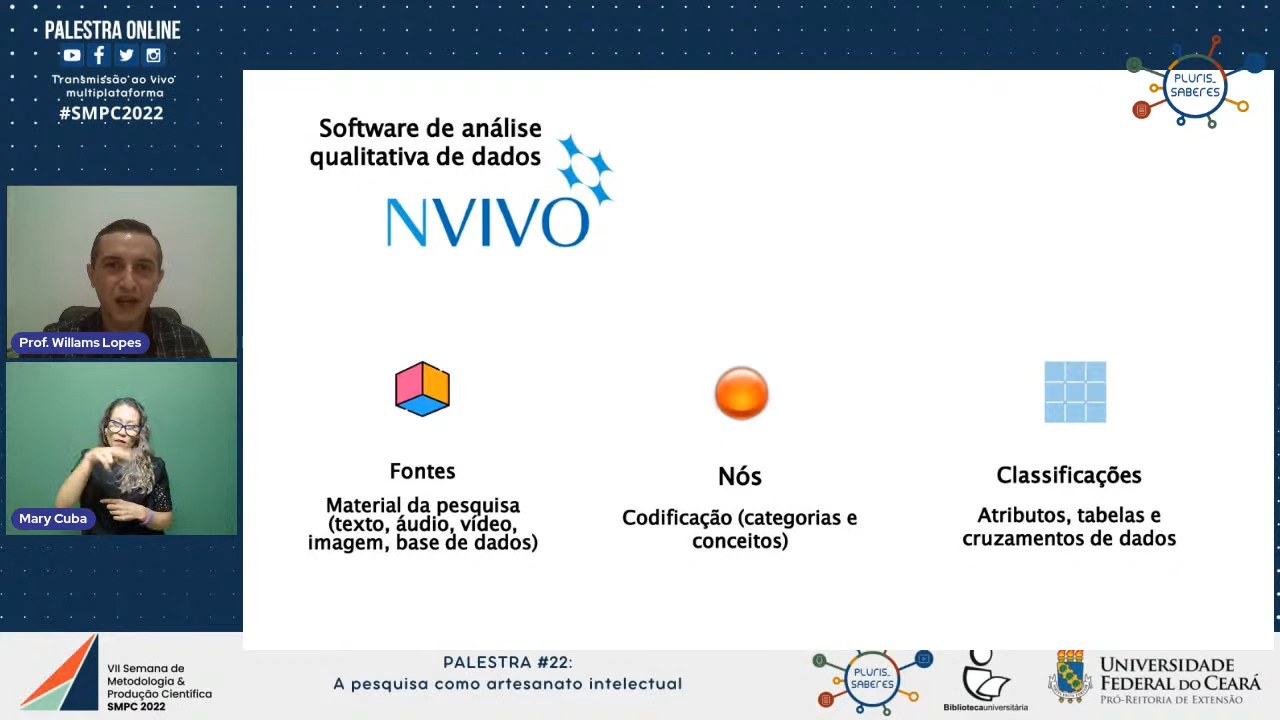 PALESTRA ONLINE
Transmissão ao vivo
multiplataforma
#SMPC2022
PLURIS_
SABERES
Software de análise
qualitativa de dados
NVIVO
Prof. Willams Lopes
Mary Cuba
Fontes
Material da pesquisa
(texto, áudio, vídeo,
imagem, base de dados)
Nós
Codificação (categorias e
conceitos)
Classificações
Atributos, tabelas e
cruzamentos de dados
VII Semana de
Metodologia &
Produção Científica
SMPC 2022
PALESTRA #22:
A pesquisa como artesanato intelectual
PLURIS_
SABERES
Bibliotecauniversitária
UNIVERSIDADE
FEDERAL DO CEARÁ
PRÓ-REITORIA DE EXTENSÃO